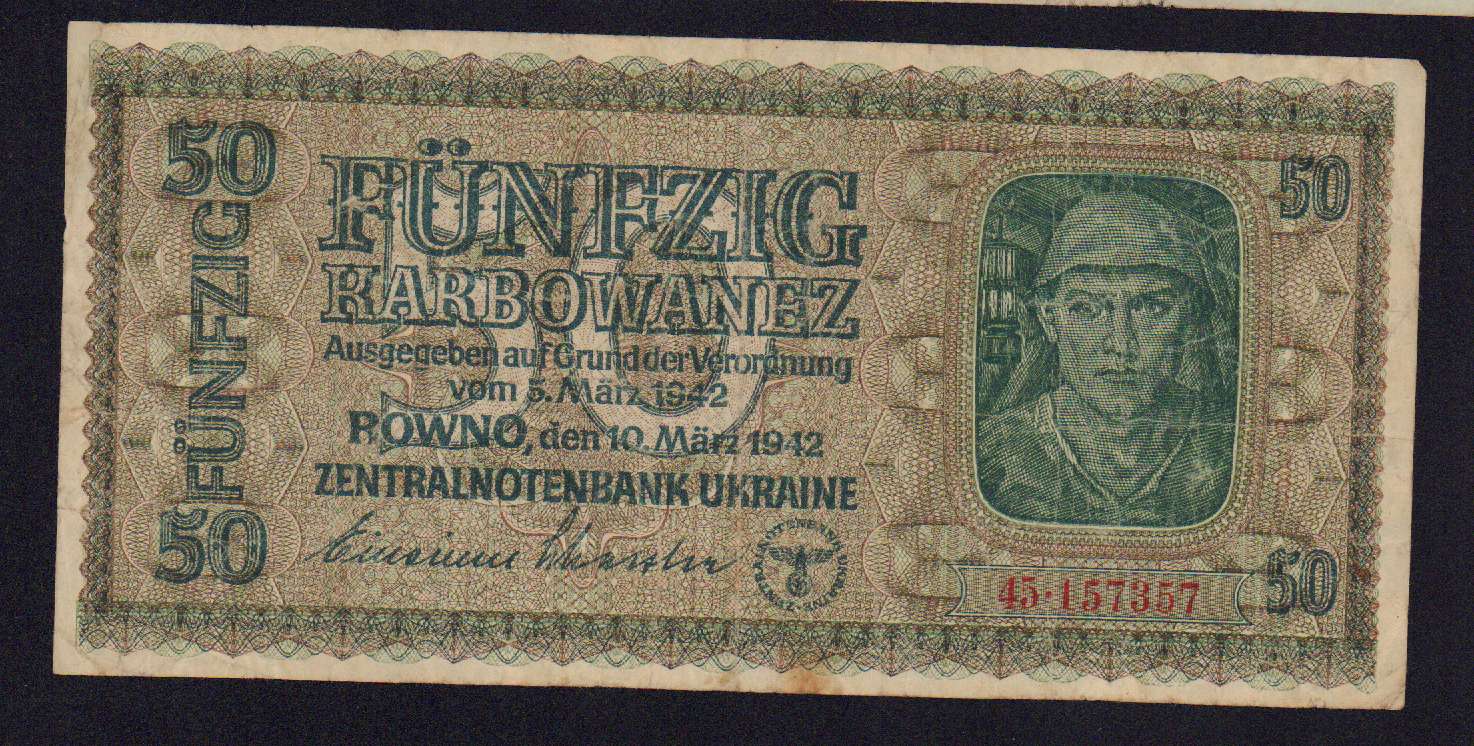 50
FÜNFZIG
50
FÜNFZIG
KARBOWANEZ
Ausgegeben auf Grund der Verordnung
vom 5. März 1942
ROWNO, den 10. März 1942
ZENTRALNOTENBANK UKRAINE
50
50
45·157357
50